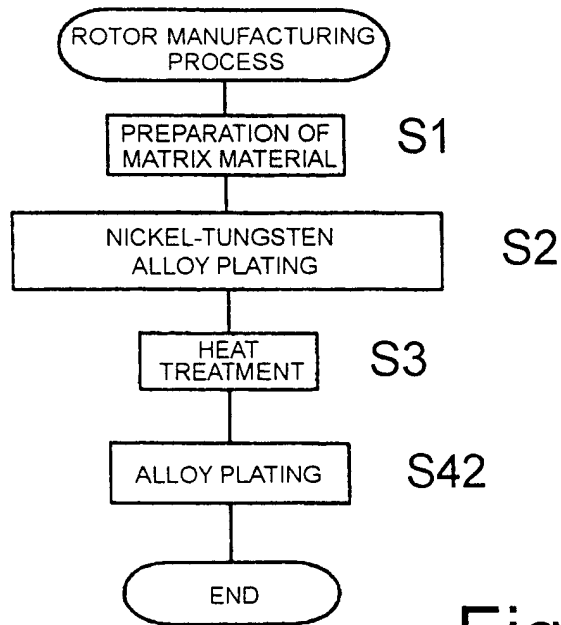 ROTOR MANUFACTURING
PROCESS
PREPARATION OF
MATRIX MATERIAL
S1
NICKEL-TUNGSTEN
ALLOY PLATING
S2
HEAT
TREATMENT
S3
ALLOY PLATING
S42
END